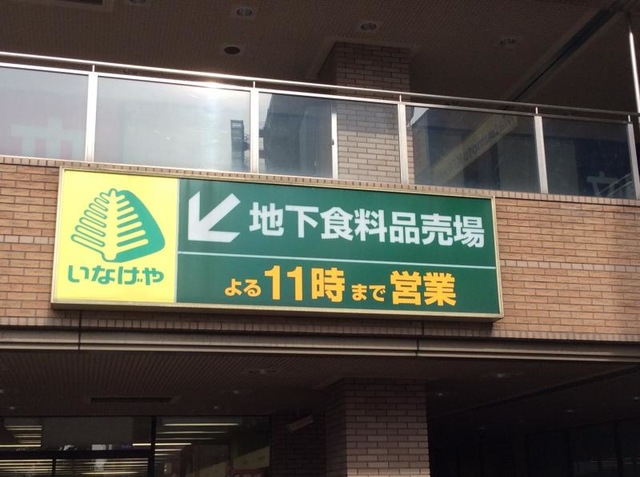 いなげや
地下食料品売場
よる11時まで営業